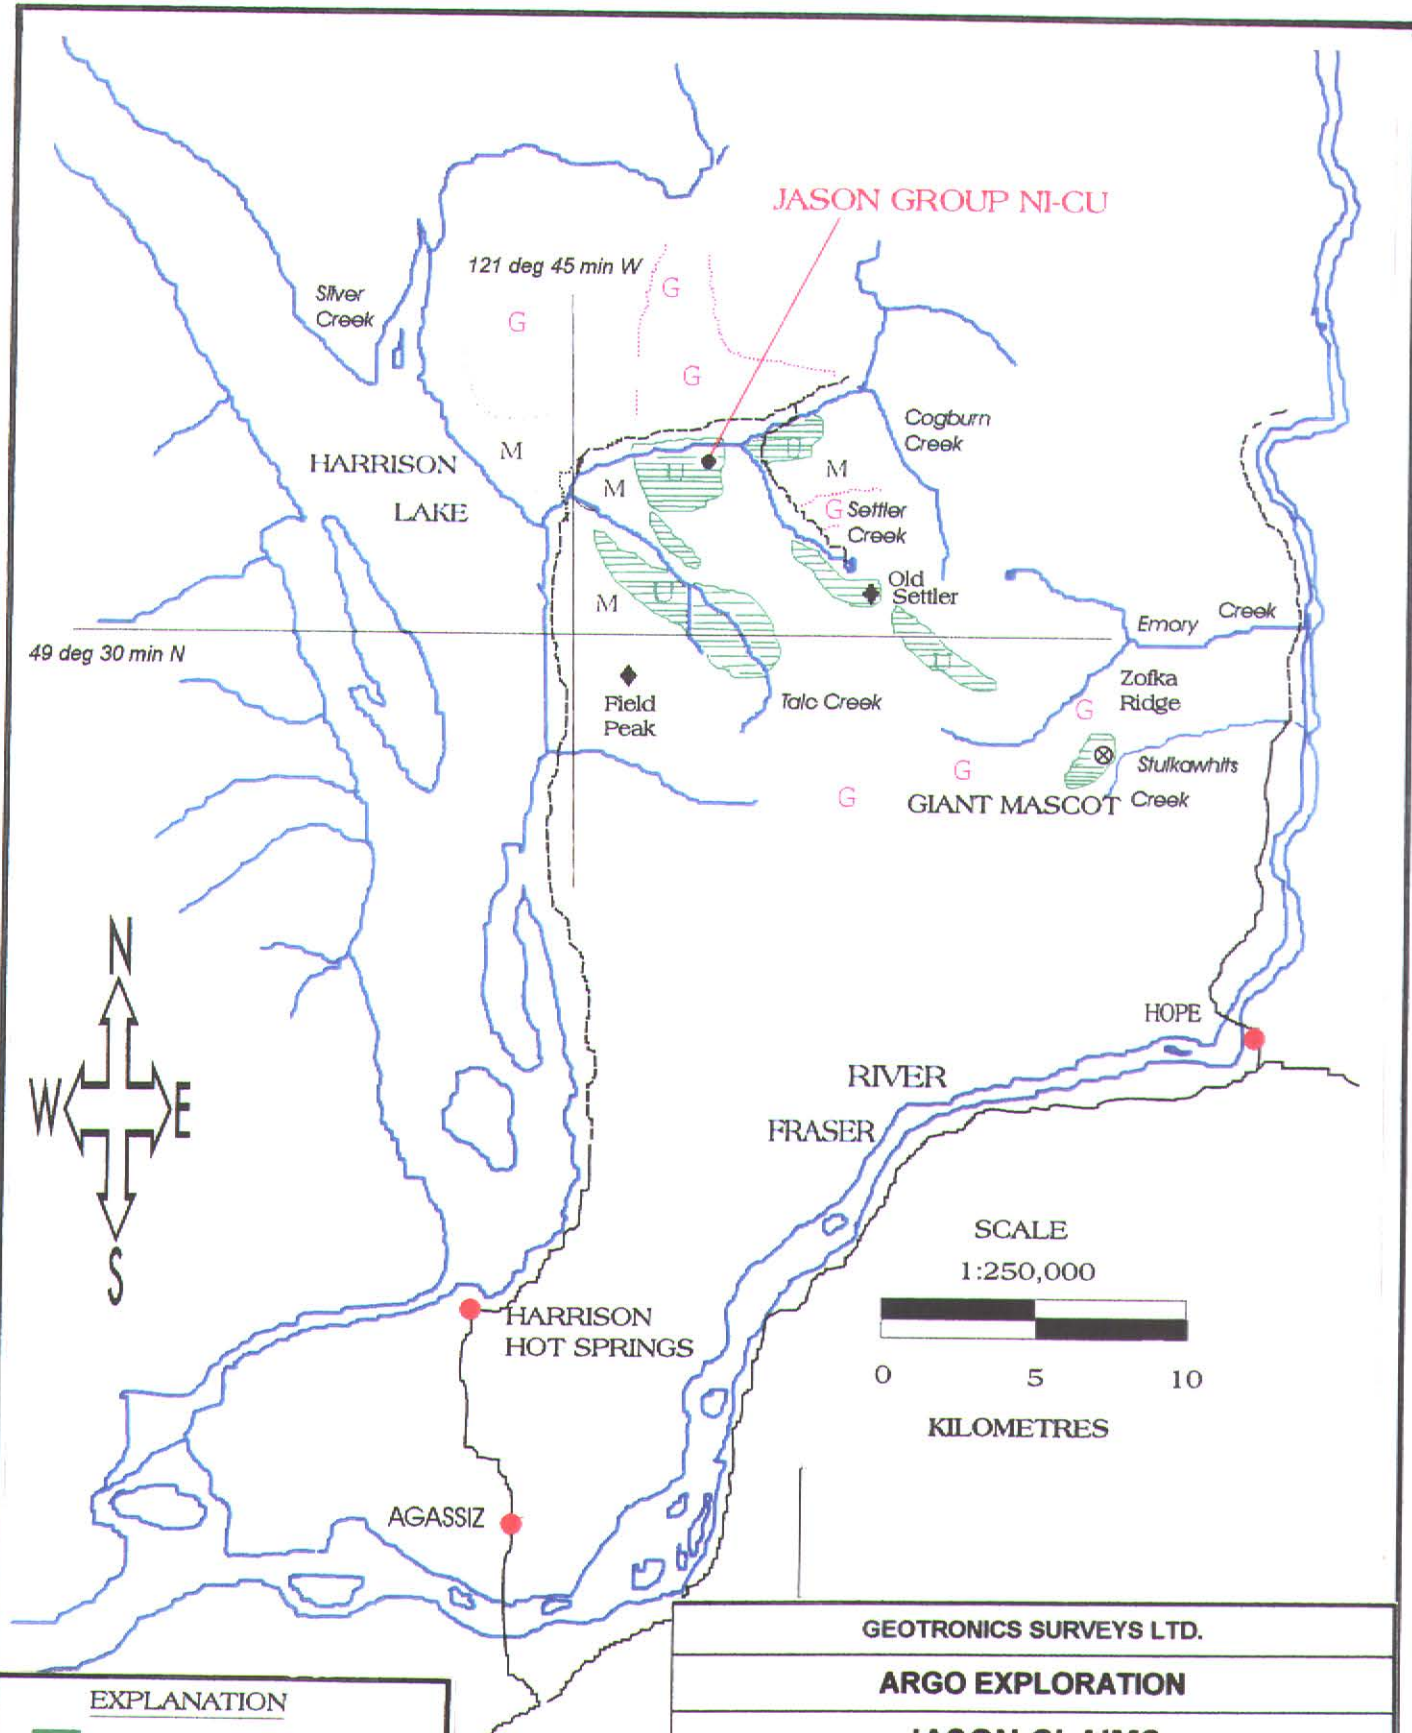 JASON GROUP NI-CU
121 deg 45 min W
G
Silver
Creek
G
G
Cogburn
Creek
M
HARRISON
LAKE
U
U
M
M
G Settler
Creek
Old
Settler
M
U
Emory Creek
49 deg 30 min N
U
Field
Peak
Talc Creek
Zofka
Ridge
G
G
G
Stulkawhits
Creek
GIANT MASCOT
N
W E
S
HOPE
RIVER
FRASER
SCALE
1:250,000
0 5 10
KILOMETRES
HARRISON
HOT SPRINGS
AGASSIZ
GEOTRONICS SURVEYS LTD.
ARGO EXPLORATION
JASON CLAIMS
EXPLANATION